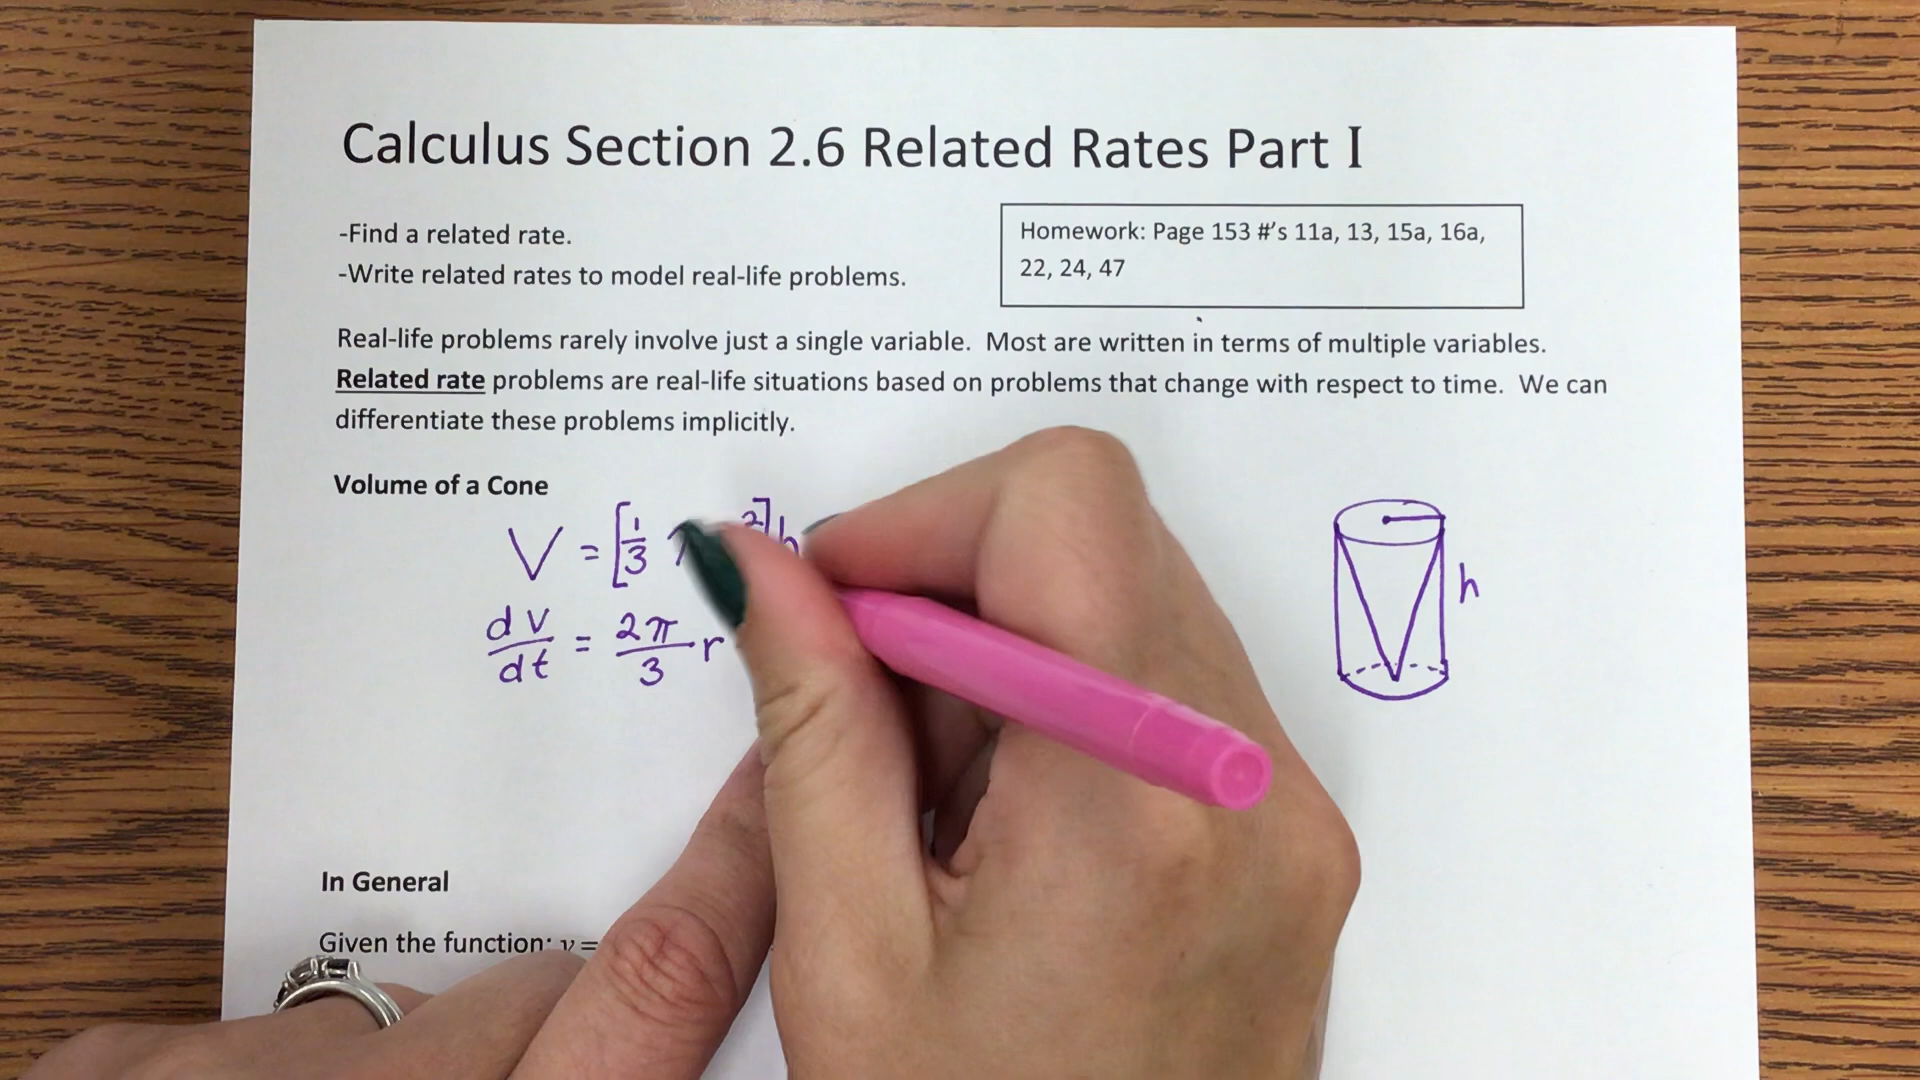 Calculus Section 2.6 Related Rates Part I
-Find a related rate.
-Write related rates to model real-life problems.
Homework: Page 153 #'s 11a, 13, 15a, 16a,
22, 24, 47
Real-life problems rarely involve just a single variable. Most are written in terms of multiple variables.
Related rate problems are real-life situations based on problems that change with respect to time. We can
differentiate these problems implicitly.
Volume of a Cone
V = [1/3 π 2]h
dv/dt = 2π/3 r
h
In General
Given the function: v =